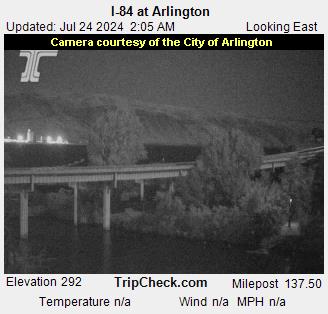 I-84 at Arlington
Updated: Jul 24 2024 2:05 AM Looking East
Camera courtesy of the City of Arlington
Elevation 292 TripCheck.com Milepost 137.50
Temperature n/a Wind n/a MPH n/a